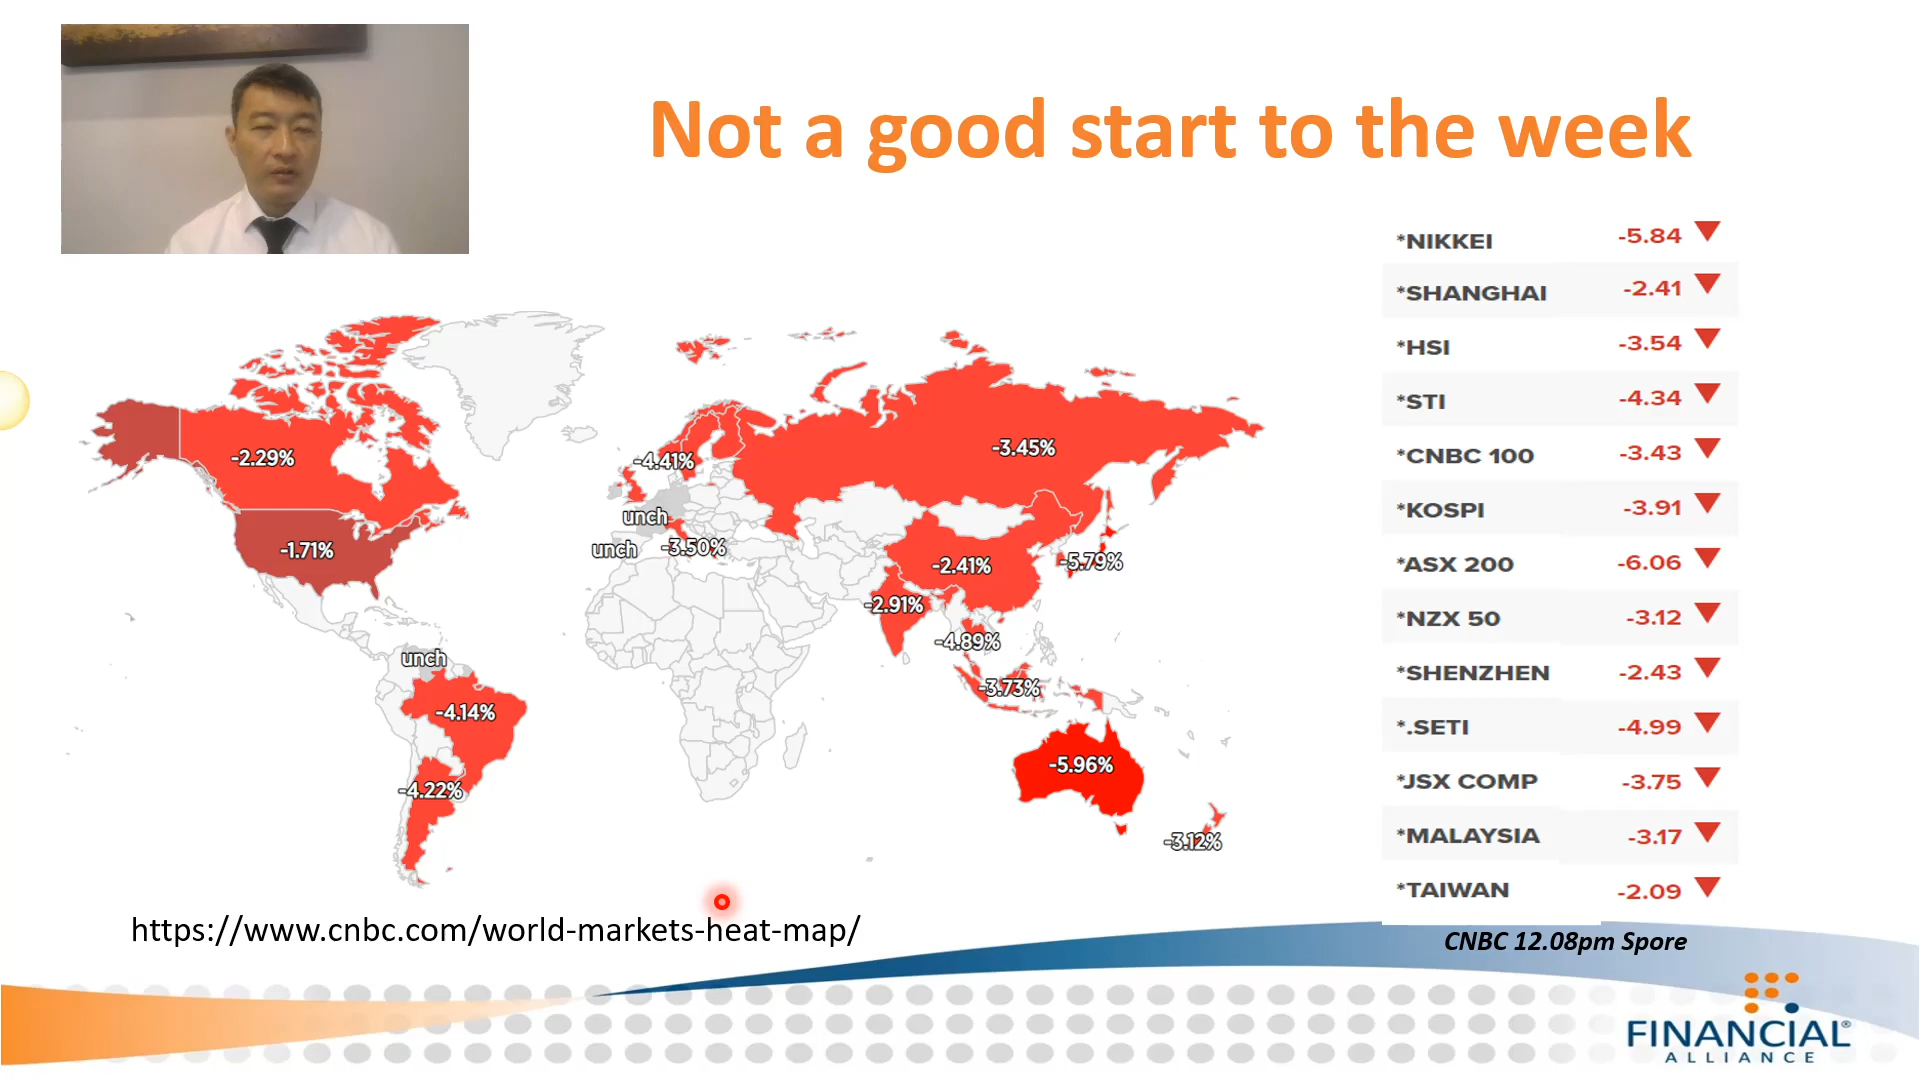 Not a good start to the week
*NIKKEI -5.84
*SHANGHAI -2.41
*HSI -3.54
*STI -4.34
*CNBC 100 -3.43
*KOSPI -3.91
*ASX 200 -6.06
*NZX 50 -3.12
*SHENZHEN -2.43
*.SETI -4.99
*JSX COMP -3.75
*MALAYSIA -3.17
*TAIWAN -2.09
-2.29%
-4.41%
-3.45%
unch
-1.71%
unch
-3.50%
-2.41%
-5.79%
-2.91%
-4.89%
unch
-3.73%
-4.14%
-5.96%
-4.22%
-3.12%
https://www.cnbc.com/world-markets-heat-map/
CNBC 12.08pm Spore
FINANCIAL®
ALLIANCE